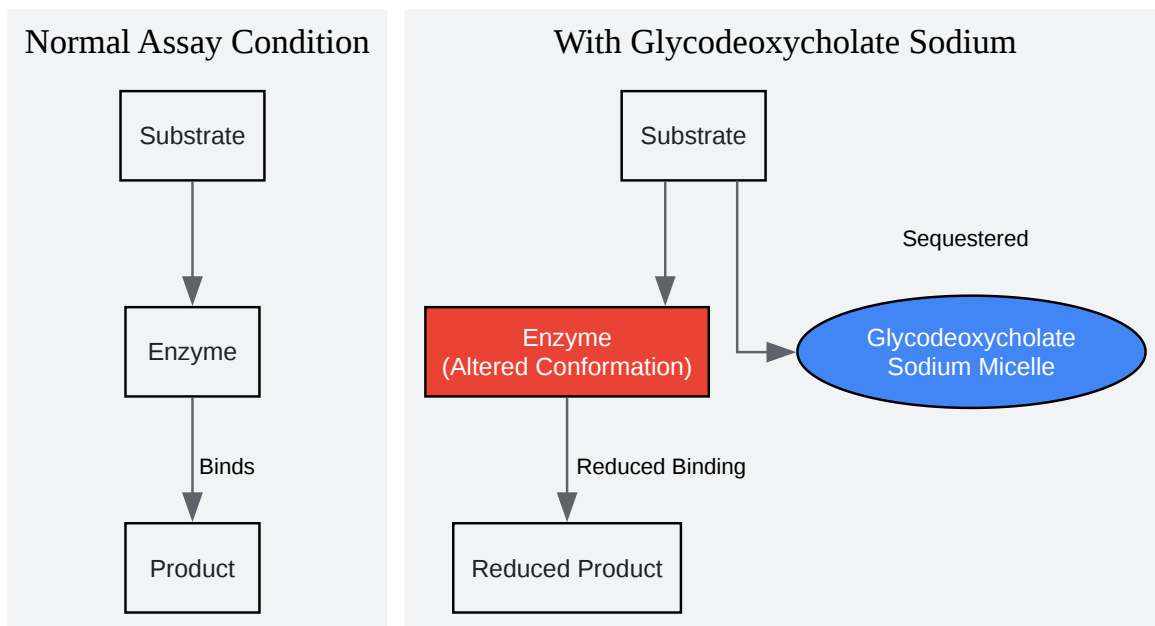 Normal Assay Condition
Substrate
Enzyme
Binds
Product
With Glycodeoxycholate Sodium
Substrate
Sequestered
Enzyme
(Altered Conformation)
Glycodeoxycholate
Sodium Micelle
Reduced Binding
Reduced Product